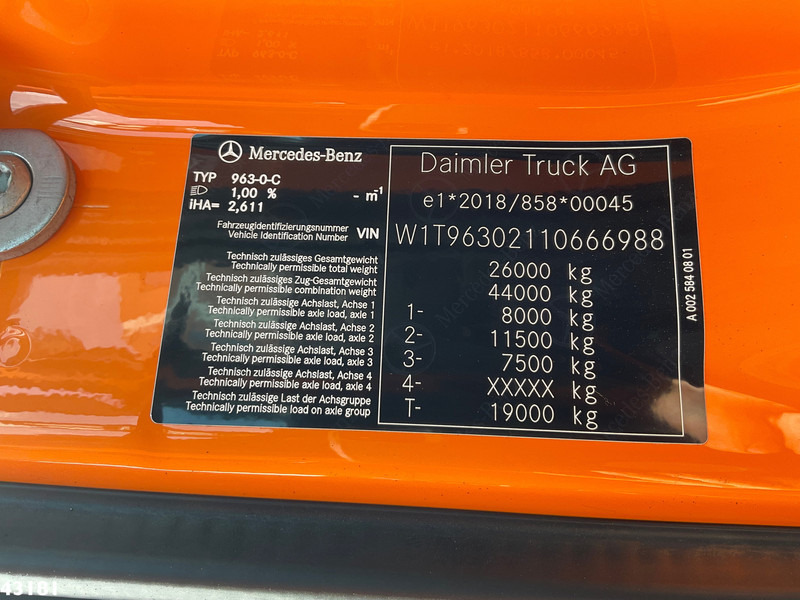 Mercedes-Benz
TYP 963-0-C
1,00 % - m-1
iHA= 2,611
Daimler Truck AG
e1*2018/858*00045
Fahrzeugidentifizierungsnummer
Vehicle Identification Number VIN W1T96302110666988
Technisch zulässiges Gesamtgewicht
Technically permissible total weight 26000 kg
Technisch zulässiges Zug-Gesamtgewicht
Technically permissible combination weight 44000 kg
Technisch zulässige Achslast, Achse 1
Technically permissible axle load, axle 1 1- 8000 kg
Technisch zulässige Achslast, Achse 2
Technically permissible axle load, axle 2 2- 11500 kg
Technisch zulässige Achslast, Achse 3
Technically permissible axle load, axle 3 3- 7500 kg
Technisch zulässige Achslast, Achse 4
Technically permissible axle load, axle 4 4- XXXXX kg
Technisch zulässige Last der Achsgruppe
Technically permissible load on axle group T- 19000 kg
A 002 584 08 01
43181